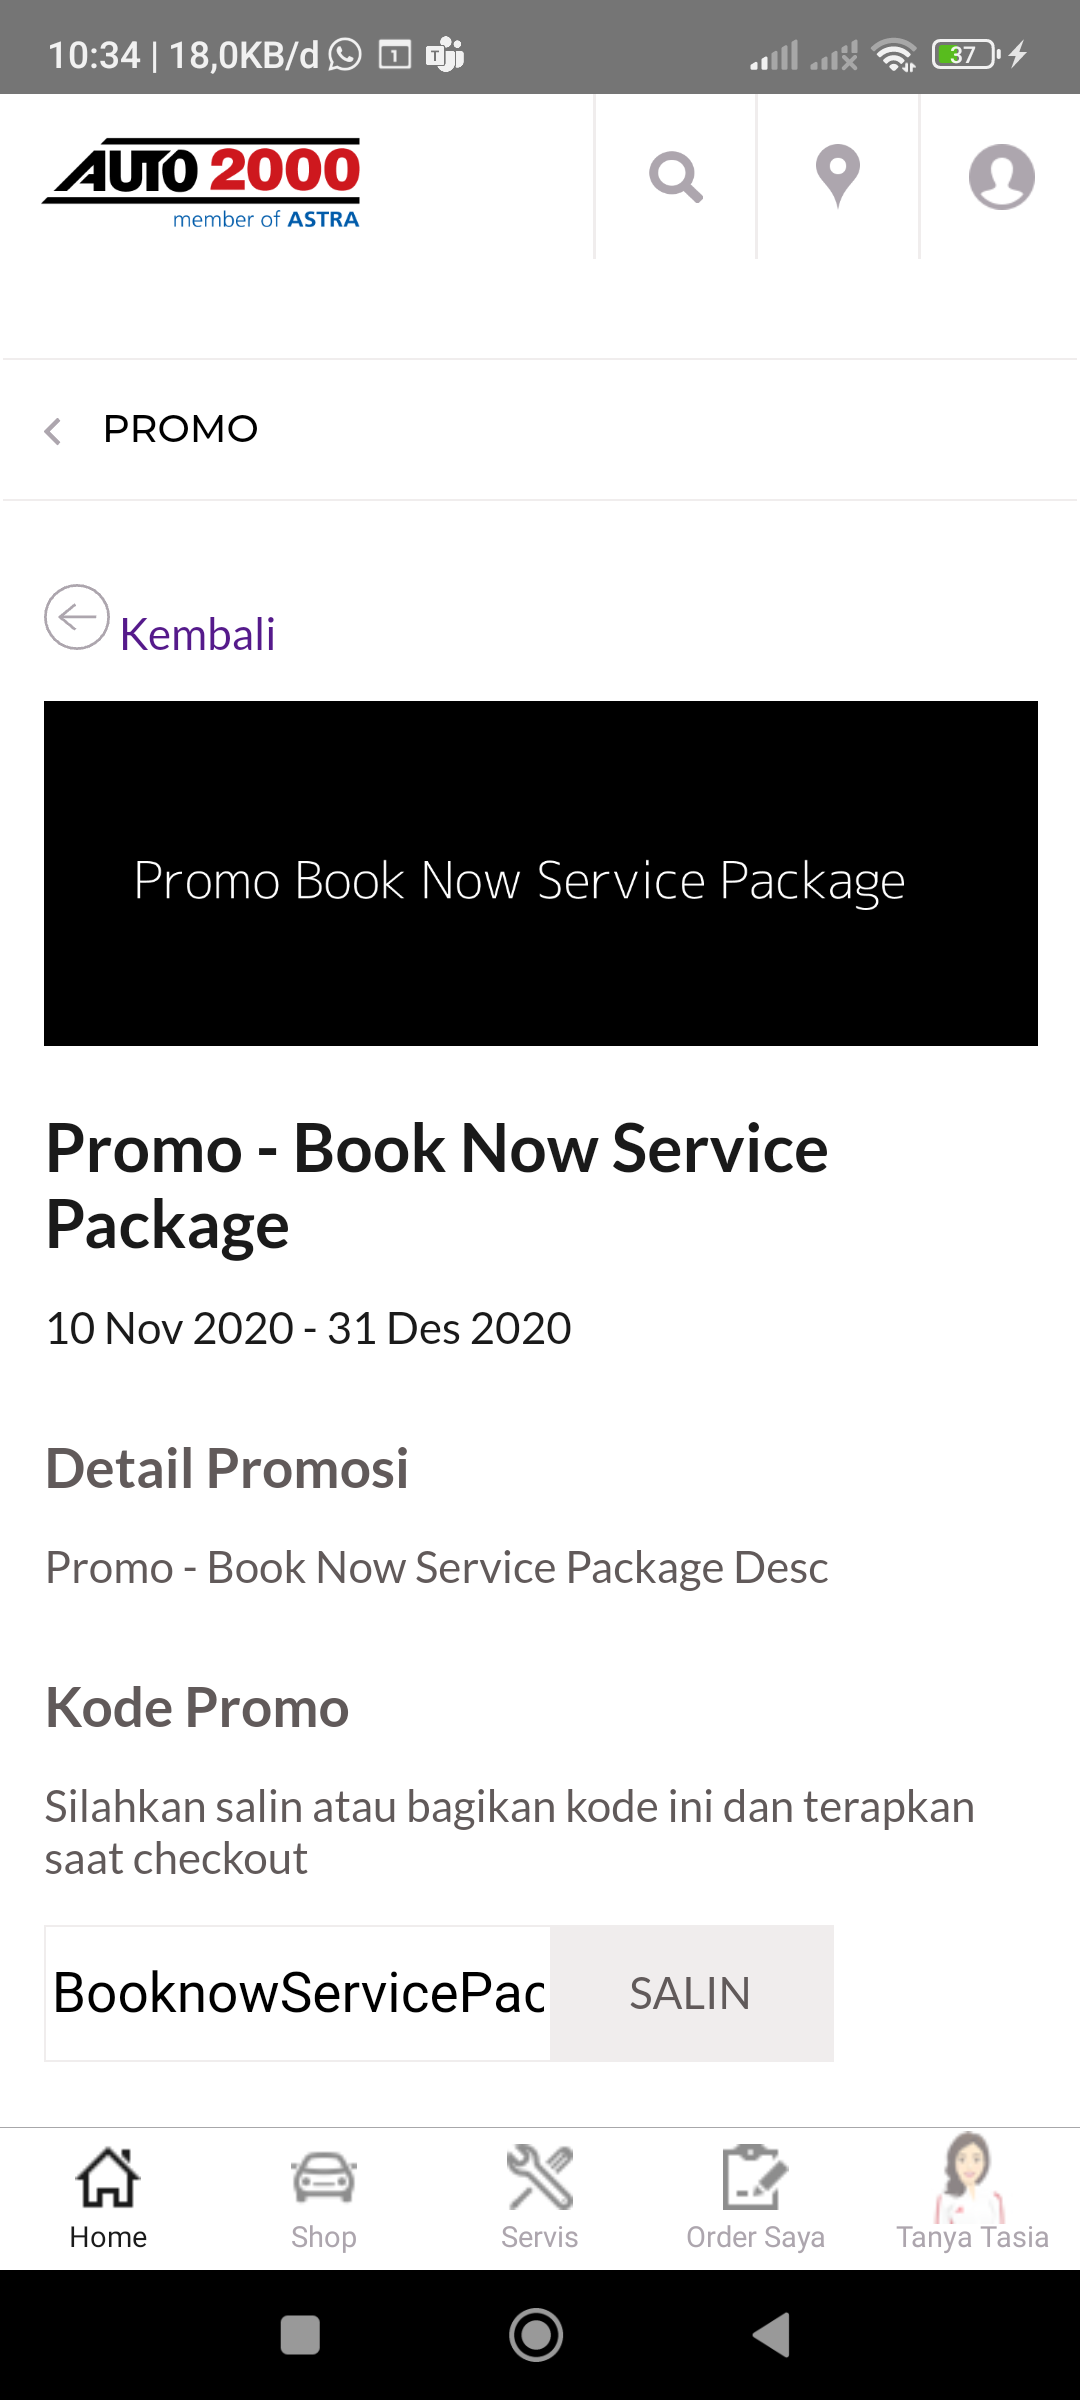 10:34 | 18,0KB/d
37
AUTO 2000
member of ASTRA
PROMO
Kembali
Promo Book Now Service Package
Promo - Book Now Service
Package
10 Nov 2020 - 31 Des 2020
Detail Promosi
Promo - Book Now Service Package Desc
Kode Promo
Silahkan salin atau bagikan kode ini dan terapkan
saat checkout
BooknowServicePac
SALIN
Home
Shop
Servis
Order Saya
Tanya Tasia